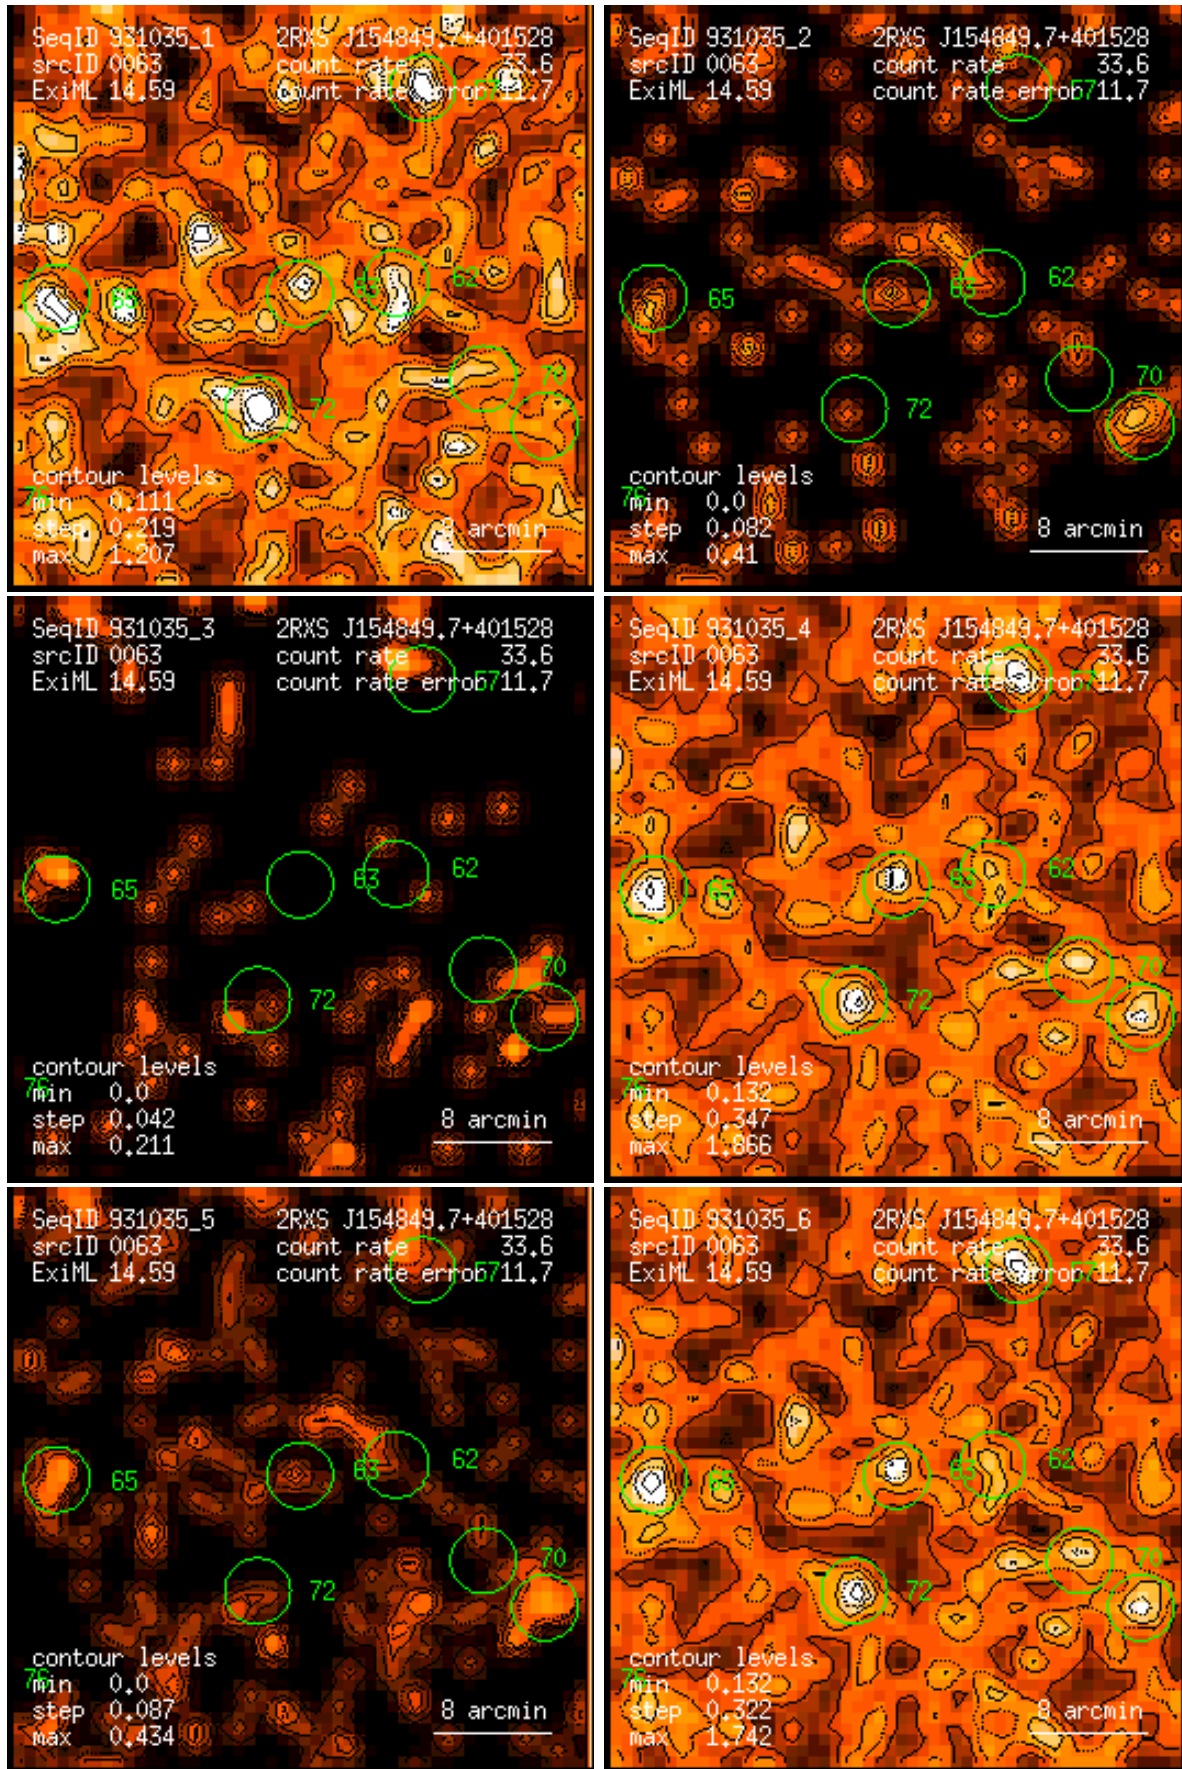 SeqID 931035_1 2RXS J154849.7+401528
srcID 0063 count rate 33.6
ExiML 14.59 count rate error 11.7
57
62
63
65
70
72
contour levels
76
min 0.111
step 0.219 8 arcmin
max 1.207
SeqID 931035_2 2RXS J154849.7+401528
srcID 0063 count rate 33.6
ExiML 14.59 count rate error 11.7
57
62
63
65
70
72
contour levels
76
min 0.0
step 0.082 8 arcmin
max 0.41
SeqID 931035_3 2RXS J154849.7+401528
srcID 0063 count rate 33.6
ExiML 14.59 count rate error 11.7
57
62
63
65
70
72
contour levels
76
min 0.0
step 0.042 8 arcmin
max 0.211
SeqID 931035_4 2RXS J154849.7+401528
srcID 0063 count rate 33.6
ExiML 14.59 count rate error 11.7
57
62
63
65
70
72
contour levels
76
min 0.132
step 0.347 8 arcmin
max 1.866
SeqID 931035_5 2RXS J154849.7+401528
srcID 0063 count rate 33.6
ExiML 14.59 count rate error 11.7
57
62
63
65
70
72
contour levels
76
min 0.0
step 0.087 8 arcmin
max 0.434
SeqID 931035_6 2RXS J154849.7+401528
srcID 0063 count rate 33.6
ExiML 14.59 count rate error 11.7
57
62
63
65
70
72
contour levels
76
min 0.132
step 0.322 8 arcmin
max 1.742